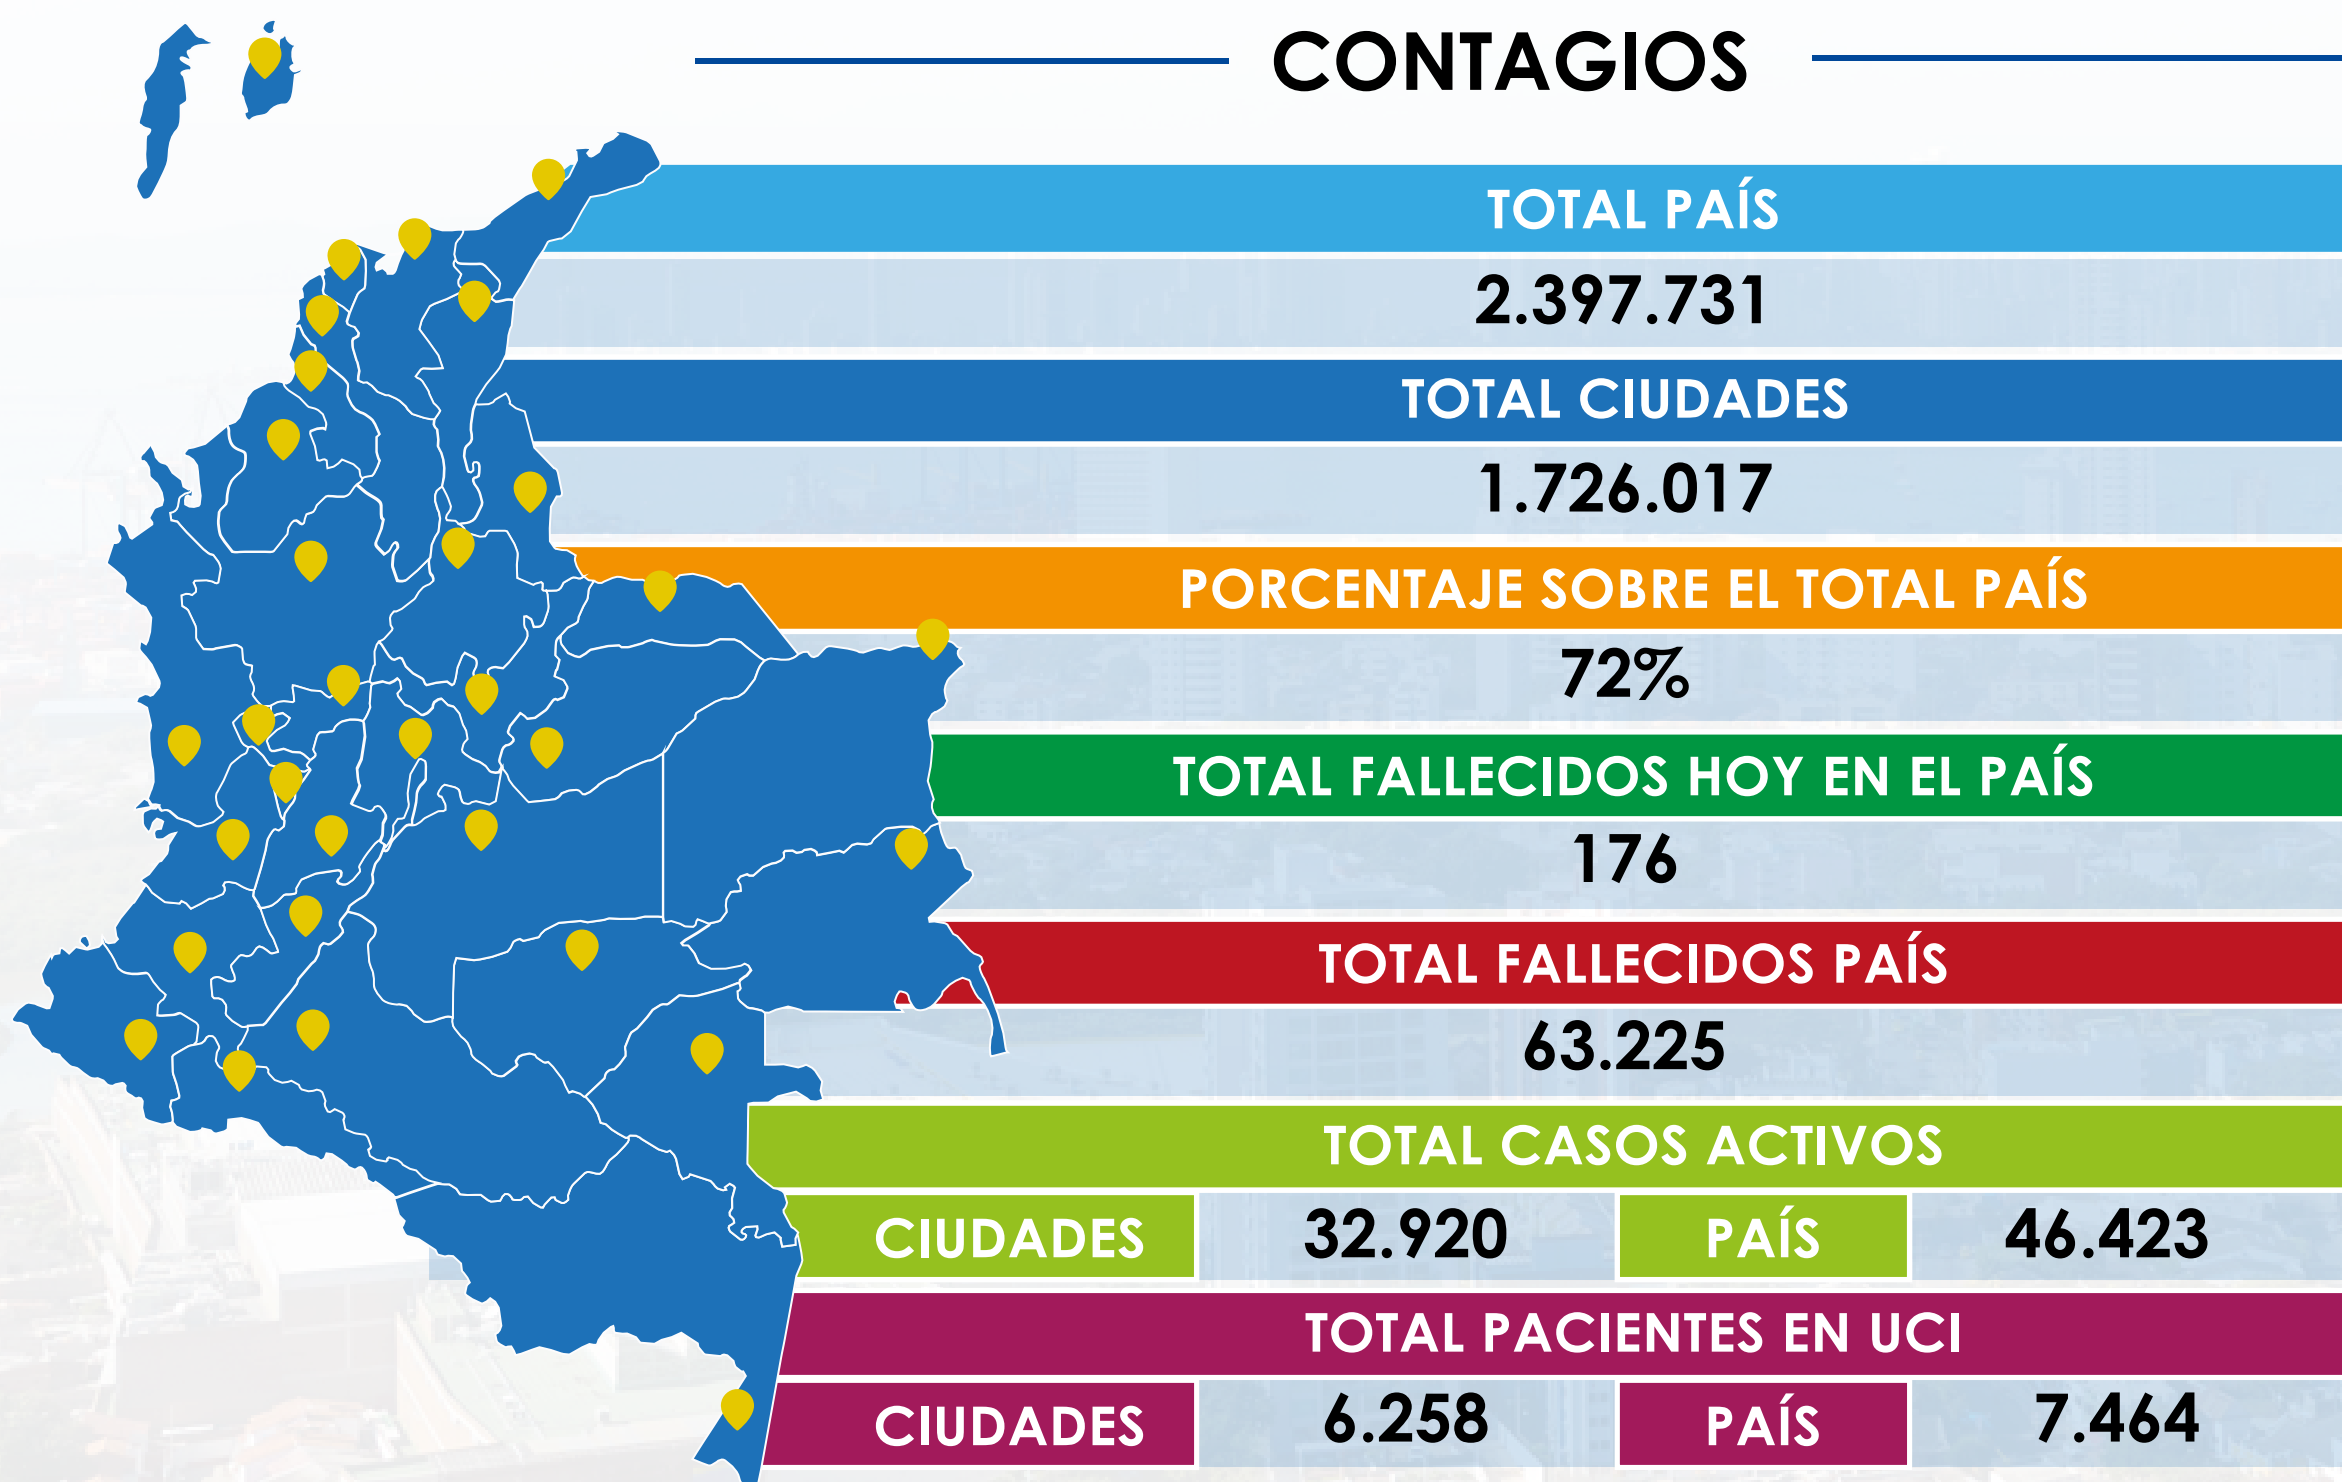 CONTAGIOS
TOTAL PAÍS
2.397.731
TOTAL CIUDADES
1.726.017
PORCENTAJE SOBRE EL TOTAL PAÍS
72%
TOTAL FALLECIDOS HOY EN EL PAÍS
176
TOTAL FALLECIDOS PAÍS
63.225
TOTAL CASOS ACTIVOS
CIUDADES 32.920 PAÍS 46.423
TOTAL PACIENTES EN UCI
CIUDADES 6.258 PAÍS 7.464